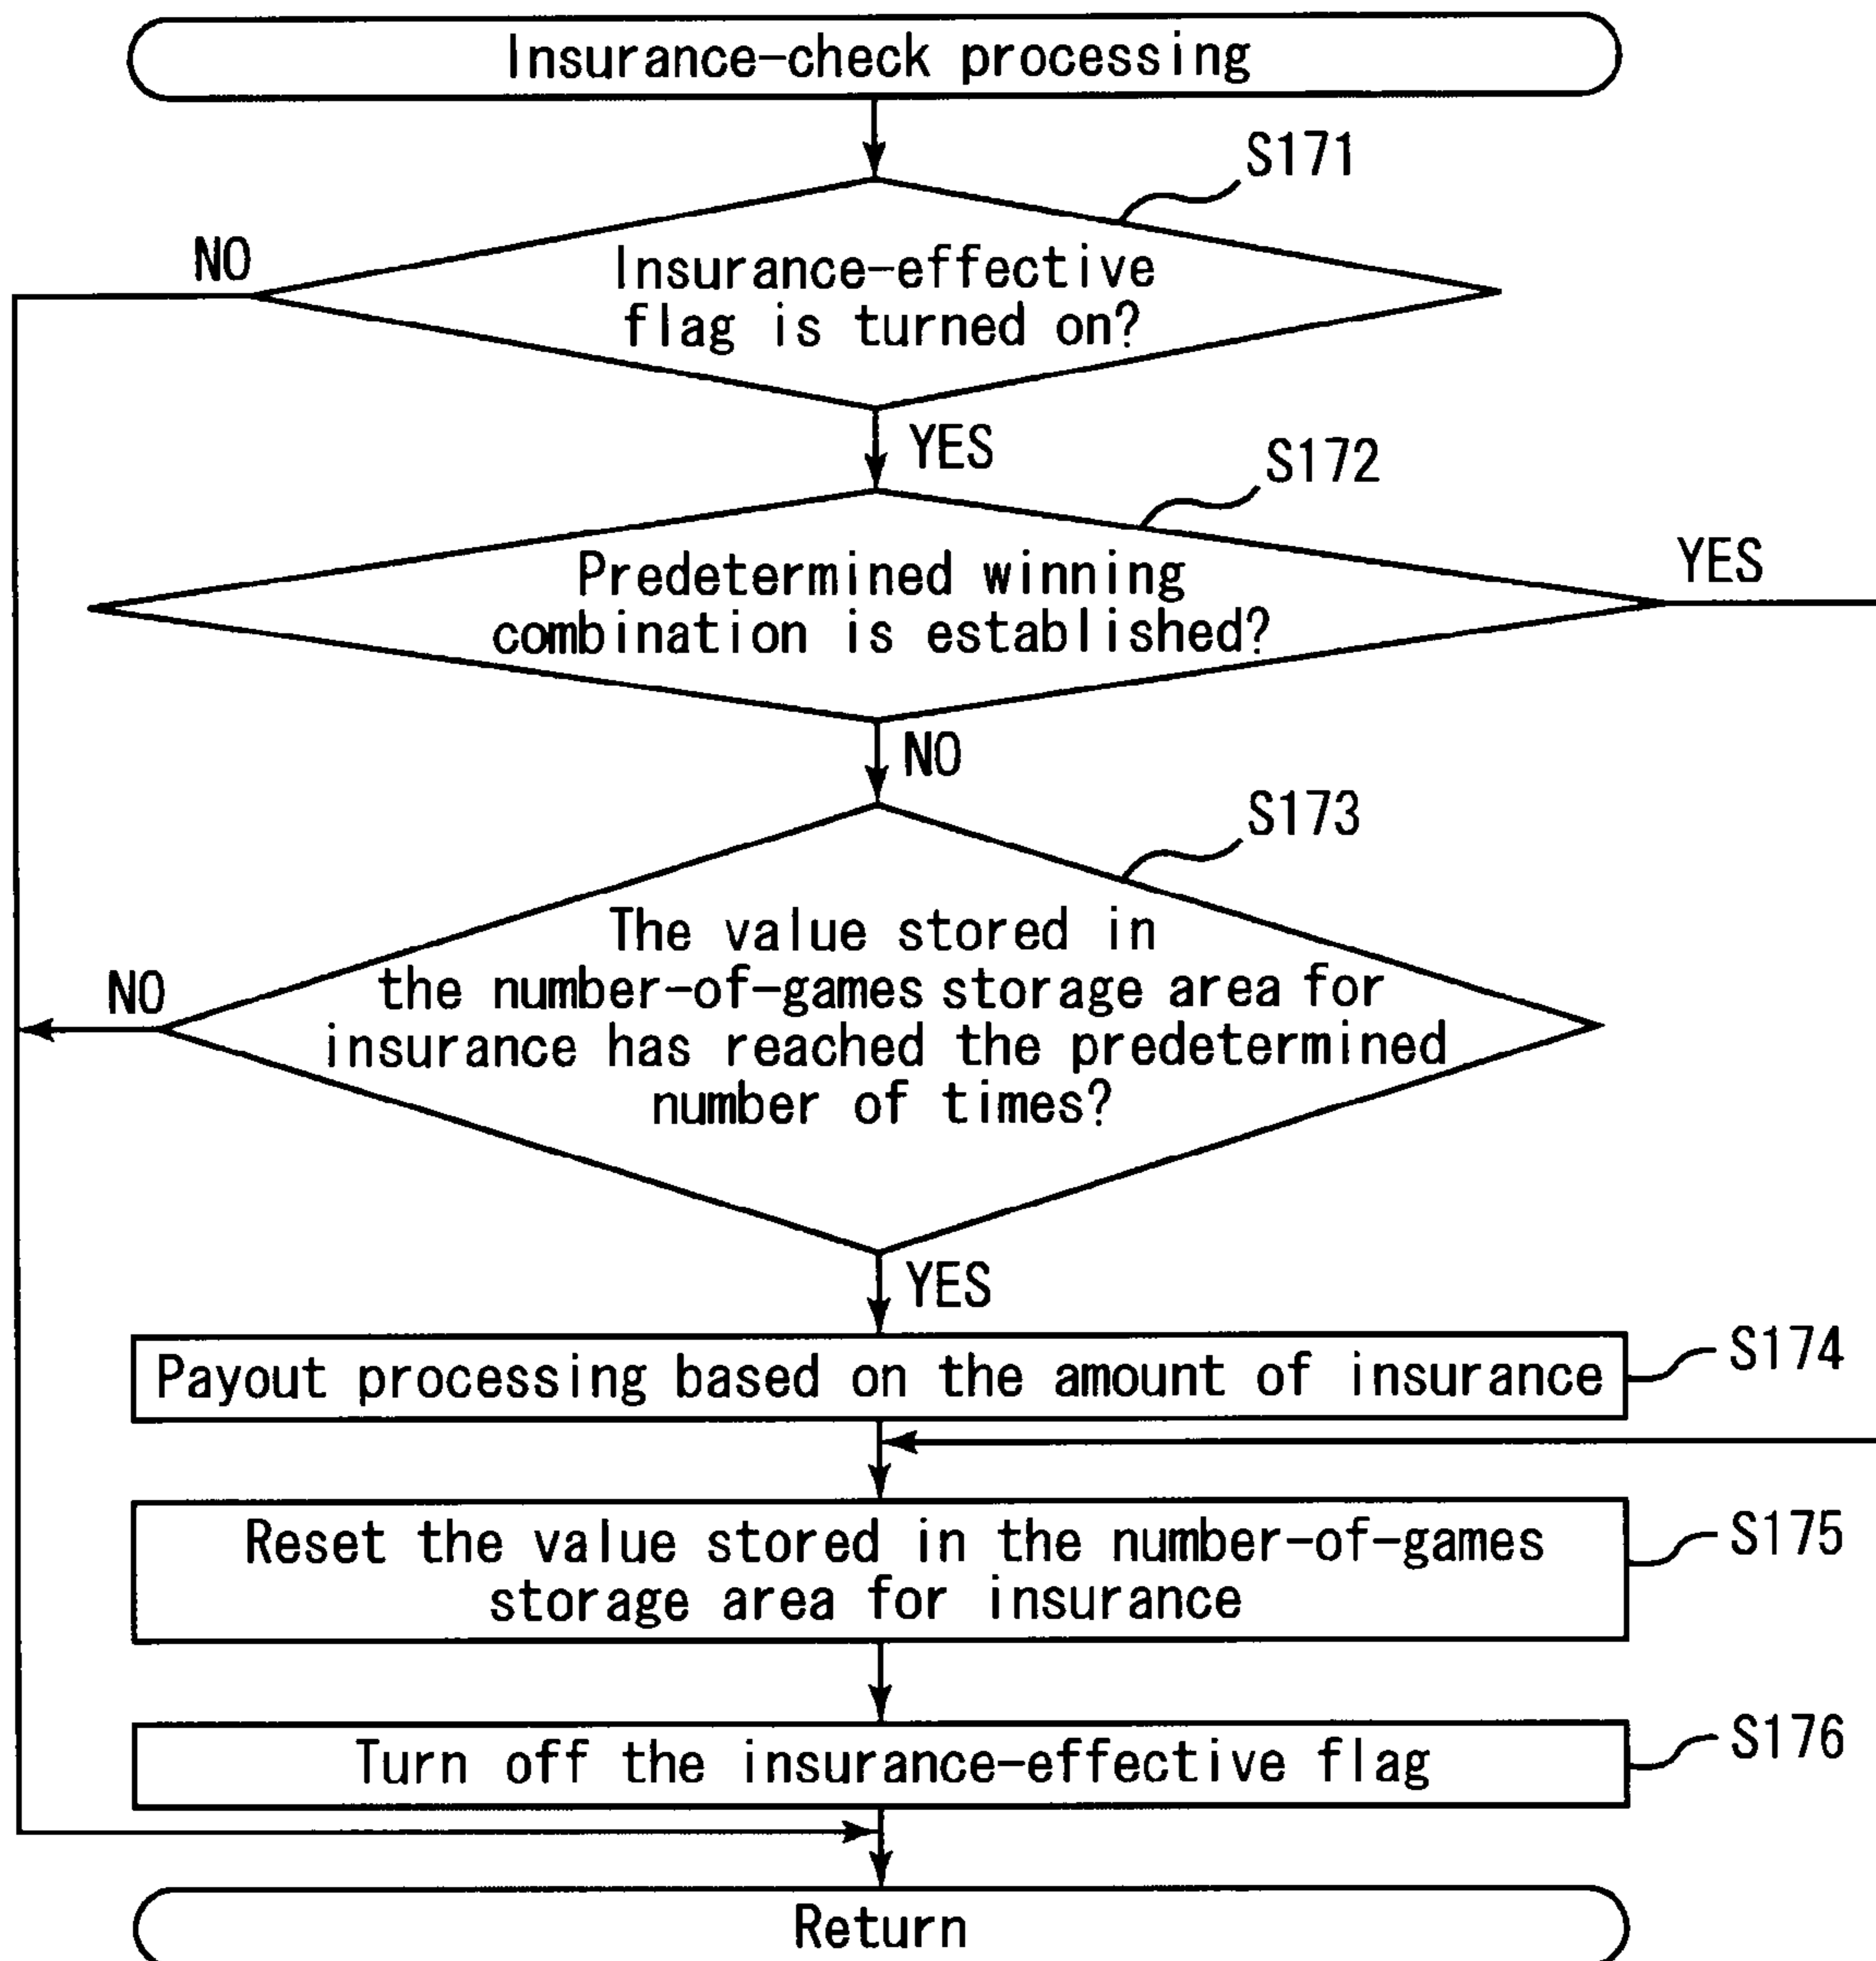 Insurance-check processing
S171
NO
Insurance-effective
flag is turned on?
YES
S172
YES
Predetermined winning
combination is established?
NO
S173
The value stored in
the number-of-games storage area for
insurance has reached the predetermined
number of times?
NO
YES
Payout processing based on the amount of insurance
S174
Reset the value stored in the number-of-games
storage area for insurance
S175
Turn off the insurance-effective flag
S176
Return